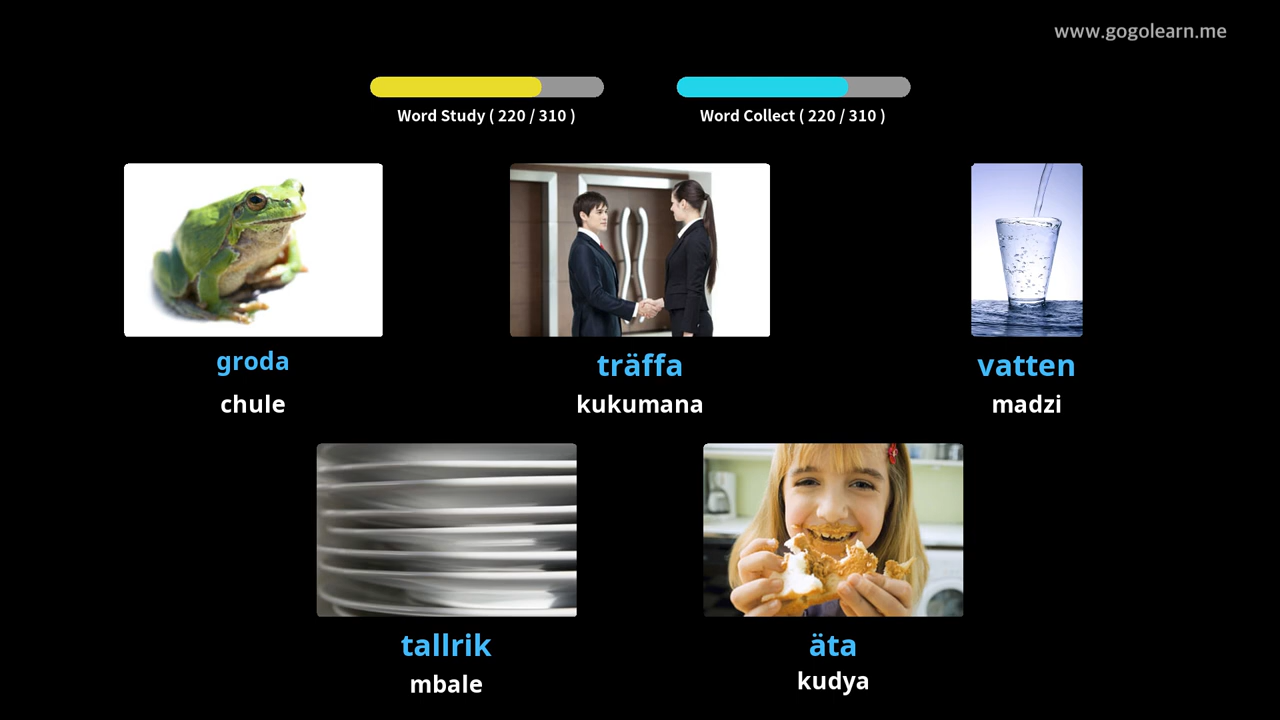 www.gogolearn.me
Word Study ( 220 / 310 )
Word Collect ( 220 / 310 )
groda
chule
träffa
kukumana
vatten
madzi
tallrik
mbale
äta
kudya